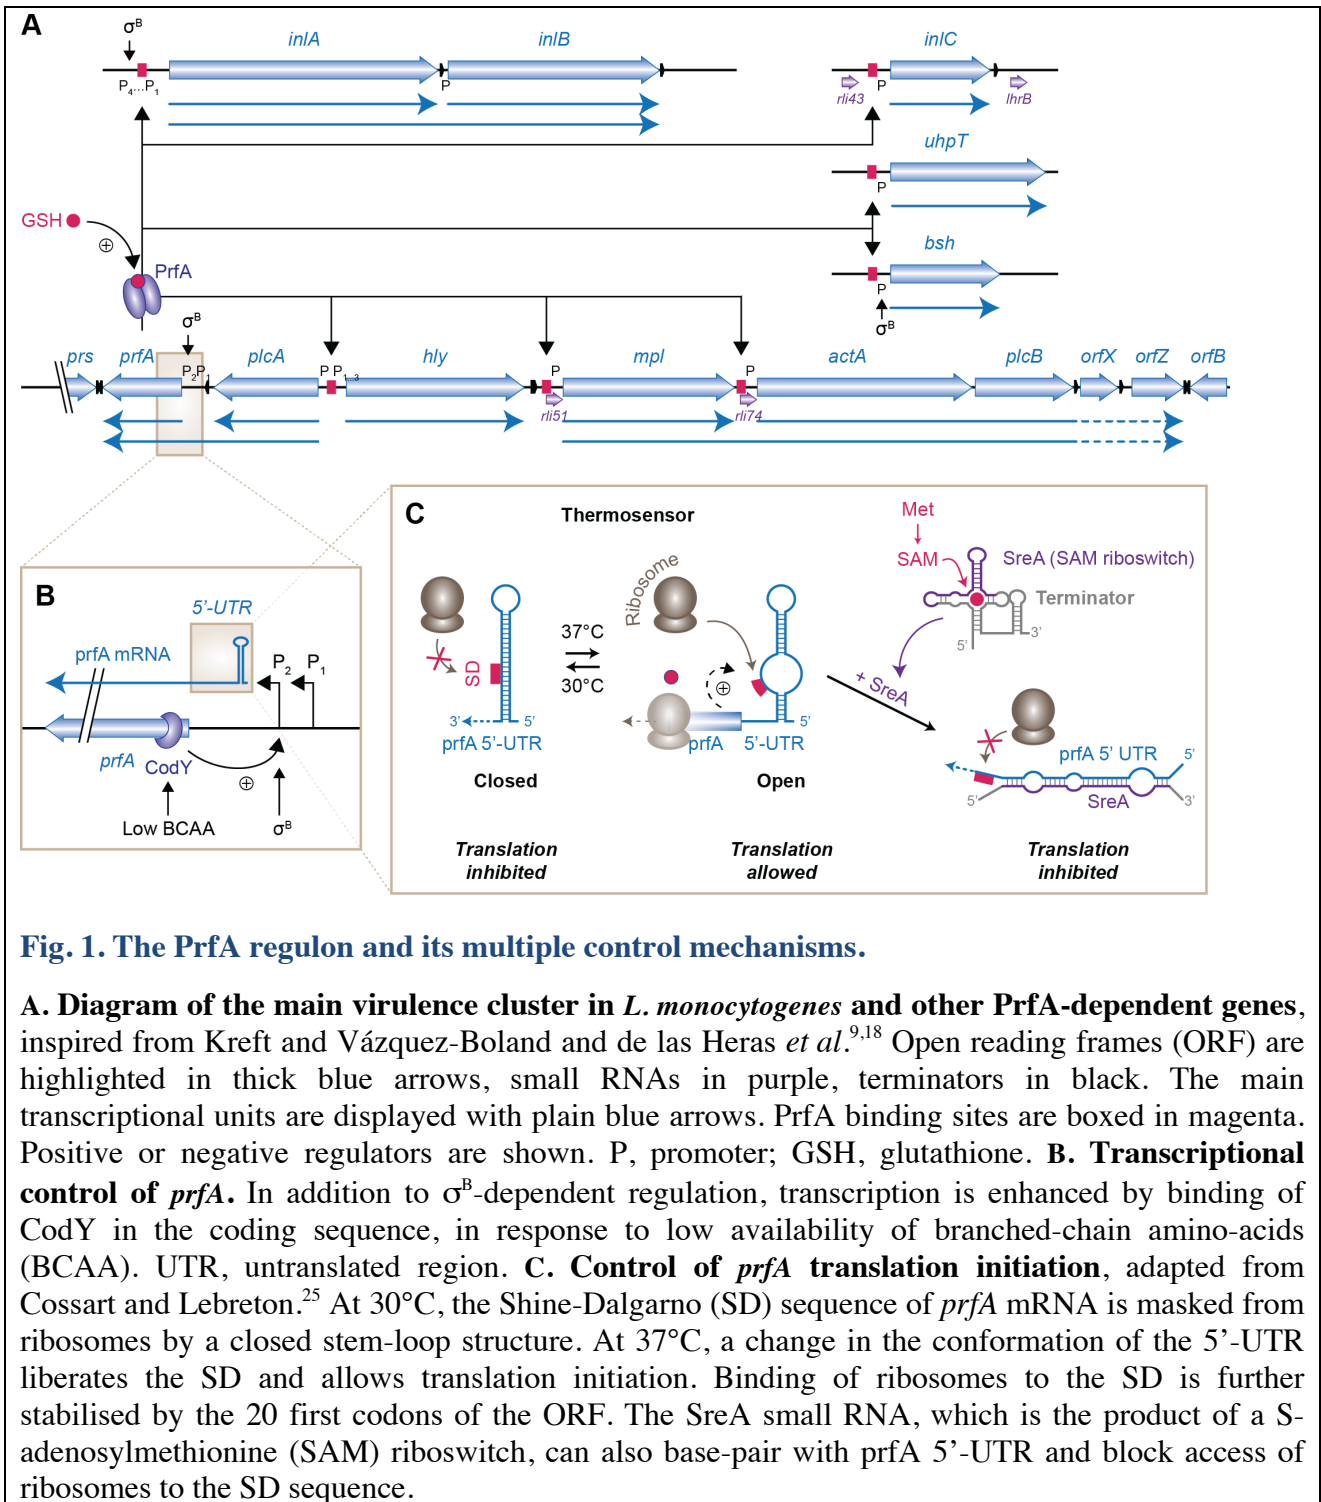 A
σB
inlA
inlB
inlC
P4...P1
P
rli43
P
lhrB
uhpT
P
GSH
⊕
PrfA
bsh
P
σB
σB
prs
prfA
plcA
hly
mpl
actA
plcB
orfX
orfZ
orfB
P2P1
P P1...3
P
P
rli51
rli74
C
Thermosensor
Met
SAM
SreA (SAM riboswitch)
Terminator
5'
3'
Ribosome
37°C
30°C
SD
⊕
+ SreA
3'
5'
5'
prfA 5'-UTR
prfA
5'-UTR
prfA 5' UTR
5'
5'
SreA
3'
Closed
Open
Translation
inhibited
Translation
allowed
Translation
inhibited
B
5'-UTR
prfA mRNA
P2
P1
prfA
CodY
⊕
Low BCAA
σB
Fig. 1. The PrfA regulon and its multiple control mechanisms.
A. Diagram of the main virulence cluster in L. monocytogenes and other PrfA-dependent genes,
inspired from Kreft and Vázquez-Boland and de las Heras et al.9,18 Open reading frames (ORF) are
highlighted in thick blue arrows, small RNAs in purple, terminators in black. The main
transcriptional units are displayed with plain blue arrows. PrfA binding sites are boxed in magenta.
Positive or negative regulators are shown. P, promoter; GSH, glutathione. B. Transcriptional
control of prfA. In addition to σB-dependent regulation, transcription is enhanced by binding of
CodY in the coding sequence, in response to low availability of branched-chain amino-acids
(BCAA). UTR, untranslated region. C. Control of prfA translation initiation, adapted from
Cossart and Lebreton.25 At 30°C, the Shine-Dalgarno (SD) sequence of prfA mRNA is masked from
ribosomes by a closed stem-loop structure. At 37°C, a change in the conformation of the 5'-UTR
liberates the SD and allows translation initiation. Binding of ribosomes to the SD is further
stabilised by the 20 first codons of the ORF. The SreA small RNA, which is the product of a S-
adenosylmethionine (SAM) riboswitch, can also base-pair with prfA 5'-UTR and block access of
ribosomes to the SD sequence.